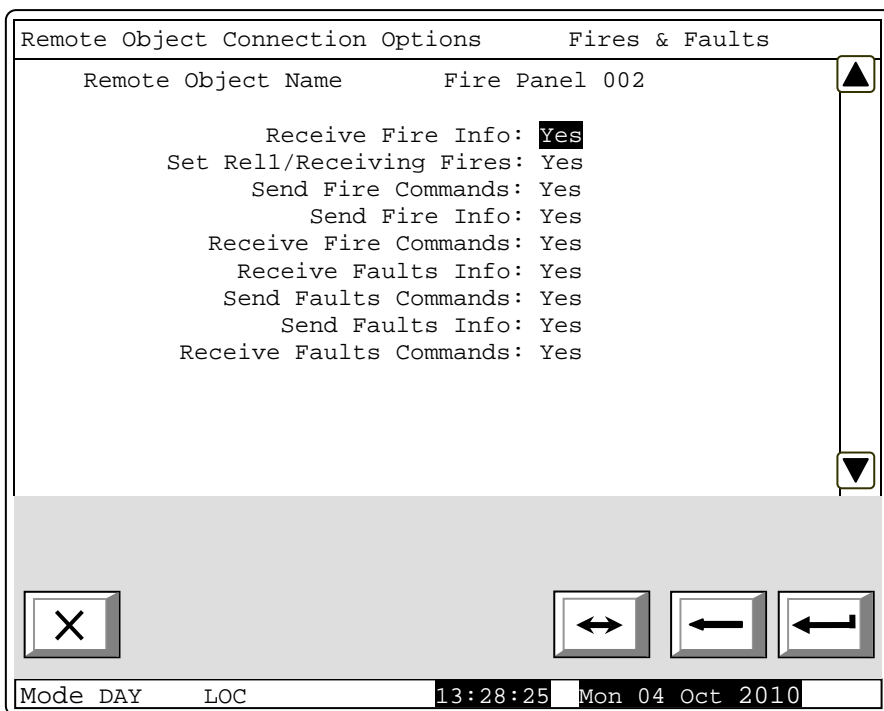 Remote Object Connection Options Fires & Faults
Remote Object Name Fire Panel 002
Receive Fire Info: Yes
Set Rel1/Receiving Fires: Yes
Send Fire Commands: Yes
Send Fire Info: Yes
Receive Fire Commands: Yes
Receive Faults Info: Yes
Send Faults Commands: Yes
Send Faults Info: Yes
Receive Faults Commands: Yes
Mode DAY LOC 13:28:25 Mon 04 Oct 2010